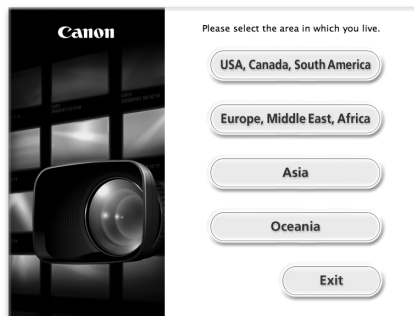 Canon
Please select the area in which you live.
USA, Canada, South America
Europe, Middle East, Africa
Asia
Oceania
Exit